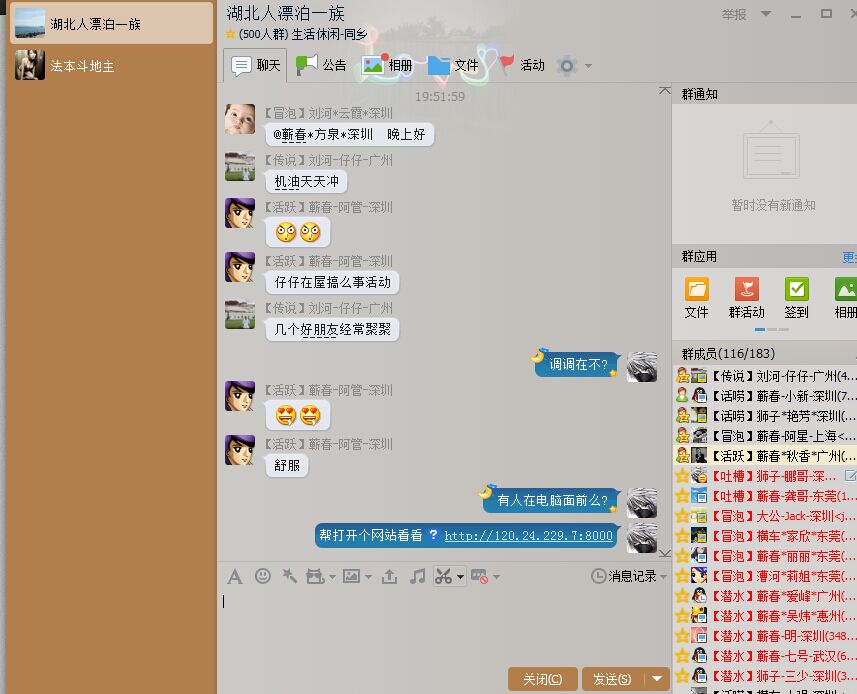 湖北人漂泊一族
法本斗地主
湖北人漂泊一族
举报
(500人群) 生活休闲-同乡
聊天
公告
相册
文件
活动
19:51:59
【冒泡】刘河*云霞*深圳
@蕲春*方泉*深圳 晚上好
【传说】刘河-仔仔-广州
机油天天冲
【活跃】蕲春-阿管-深圳
【活跃】蕲春-阿管-深圳
仔仔在屋搞么事活动
【传说】刘河-仔仔-广州
几个好朋友经常聚聚
调调在不?
【活跃】蕲春-阿管-深圳
【活跃】蕲春-阿管-深圳
舒服
有人在电脑面前么?
帮打开个网站看看 ? http://120.24.229.7:8000
消息记录
关闭(C)
发送(S)
群通知
暂时没有新通知
群应用
文件
群活动
签到
相册
群成员(116/183)
【传说】刘河-仔仔-广州(4...
【话唠】蕲春-小新-深圳(7...
【话唠】狮子*艳芳*深圳(...
【冒泡】蕲春-阿星-上海<...
【活跃】蕲春*秋香*广州(...
【吐槽】狮子-鹏哥-深...
【吐槽】蕲春-龚哥-东莞(1...
【冒泡】大公-Jack-深圳<j...
【冒泡】横车*家欣*东莞(...
【冒泡】蕲春*丽丽*东莞(...
【冒泡】漕河*莉姐*东莞(...
【潜水】蕲春*爱峰*广州(...
【潜水】蕲春*吴炜*惠州(...
【潜水】蕲春-明-深圳(348...
【潜水】蕲春-七号-武汉(6...
【潜水】狮子-三少-深圳(3...